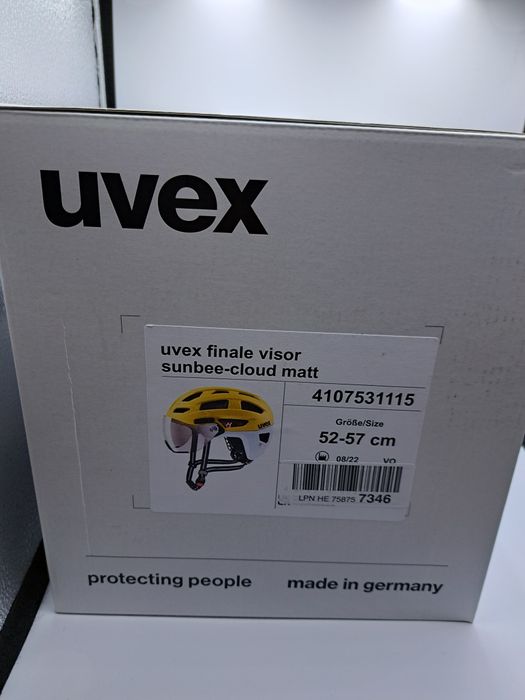 uvex
uvex finale visor
sunbee-cloud matt
4107531115
Größe/Size
52-57 cm
08/22 VO
LPN HE 75875 7346
protecting people made in germany